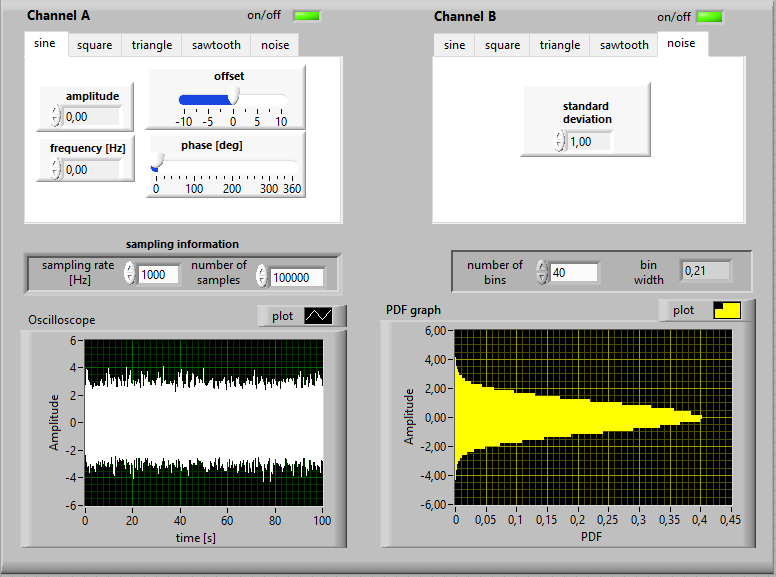 Channel A
on/off
Channel B
on/off
sine square triangle sawtooth noise
sine square triangle sawtooth noise
amplitude
0,00
offset
-10 -5 0 5 10
frequency [Hz]
0,00
phase [deg]
0 100 200 300 360
standard
deviation
1,00
sampling information
sampling rate
[Hz]
1000
number of
samples
100000
number of
bins
40
bin
width
0,21
Oscilloscope
plot
6
4
2
0
-2
-4
-6
Amplitude
0 20 40 60 80 100
time [s]
PDF graph
plot
6,00
4,00
2,00
0,00
-2,00
-4,00
-6,00
Amplitude
0 0,05 0,1 0,15 0,2 0,25 0,3 0,35 0,4 0,45
PDF